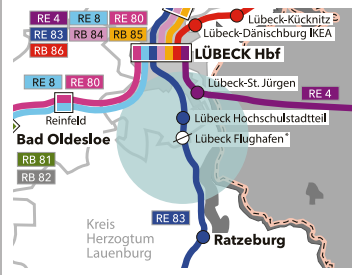 RE 4 RE 8 RE 80
RE 83 RB 84 RB 85
RB 86
Lübeck-Kücknitz
Lübeck-Dänischburg IKEA
LÜBECK Hbf
RE 8 RE 80
Lübeck-St. Jürgen
RE 4
Reinfeld
Lübeck Hochschulstadtteil
Bad Oldesloe
Lübeck Flughafen*
RB 81
RB 82
Kreis
Herzogtum
Lauenburg
RE 83
Ratzeburg